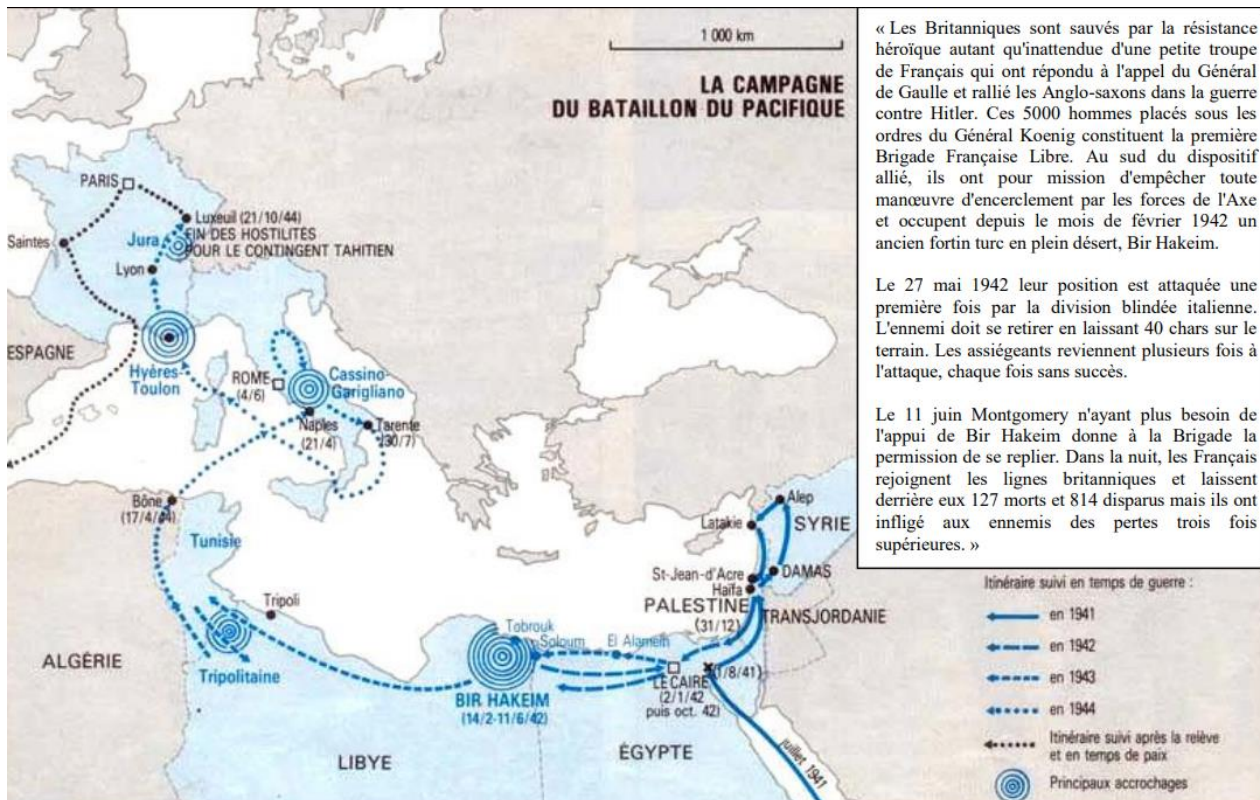 1 000 km
LA CAMPAGNE
DU BATAILLON DU PACIFIQUE
PARIS
Luxeuil (21/10/44)
FIN DES HOSTILITÉS
POUR LE CONTINGENT TAHITIEN
Saintes
Jura
Lyon
ESPAGNE
Hyères-
Toulon
ROME
(4/6)
Cassino-
Garigliano
Naples
(21/4)
Tarente
(30/7)
Bône
(17/4/44)
Tunisie
Tripoli
ALGÉRIE
Tripolitaine
Alep
Latakie
SYRIE
St-Jean-d'Acre
DAMAS
Haïfa
PALESTINE
(31/12)
TRANSJORDANIE
Tobrouk
Soloum
El Alamein
LE CAIRE
(2/1/42
puis oct. 42)
(1/8/41)
BIR HAKEIM
(14/2-11/6/42)
LIBYE
ÉGYPTE
juillet 1941
« Les Britanniques sont sauvés par la résistance
héroïque autant qu'inattendue d'une petite troupe
de Français qui ont répondu à l'appel du Général
de Gaulle et rallié les Anglo-saxons dans la guerre
contre Hitler. Ces 5000 hommes placés sous les
ordres du Général Koenig constituent la première
Brigade Française Libre. Au sud du dispositif
allié, ils ont pour mission d'empêcher toute
manœuvre d'encerclement par les forces de l'Axe
et occupent depuis le mois de février 1942 un
ancien fortin turc en plein désert, Bir Hakeim.
Le 27 mai 1942 leur position est attaquée une
première fois par la division blindée italienne.
L'ennemi doit se retirer en laissant 40 chars sur le
terrain. Les assiégeants reviennent plusieurs fois à
l'attaque, chaque fois sans succès.
Le 11 juin Montgomery n'ayant plus besoin de
l'appui de Bir Hakeim donne à la Brigade la
permission de se replier. Dans la nuit, les Français
rejoignent les lignes britanniques et laissent
derrière eux 127 morts et 814 disparus mais ils ont
infligé aux ennemis des pertes trois fois
supérieures. »
Itinéraire suivi en temps de guerre :
en 1941
en 1942
en 1943
en 1944
Itinéraire suivi après la relève
et en temps de paix
Principaux accrochages